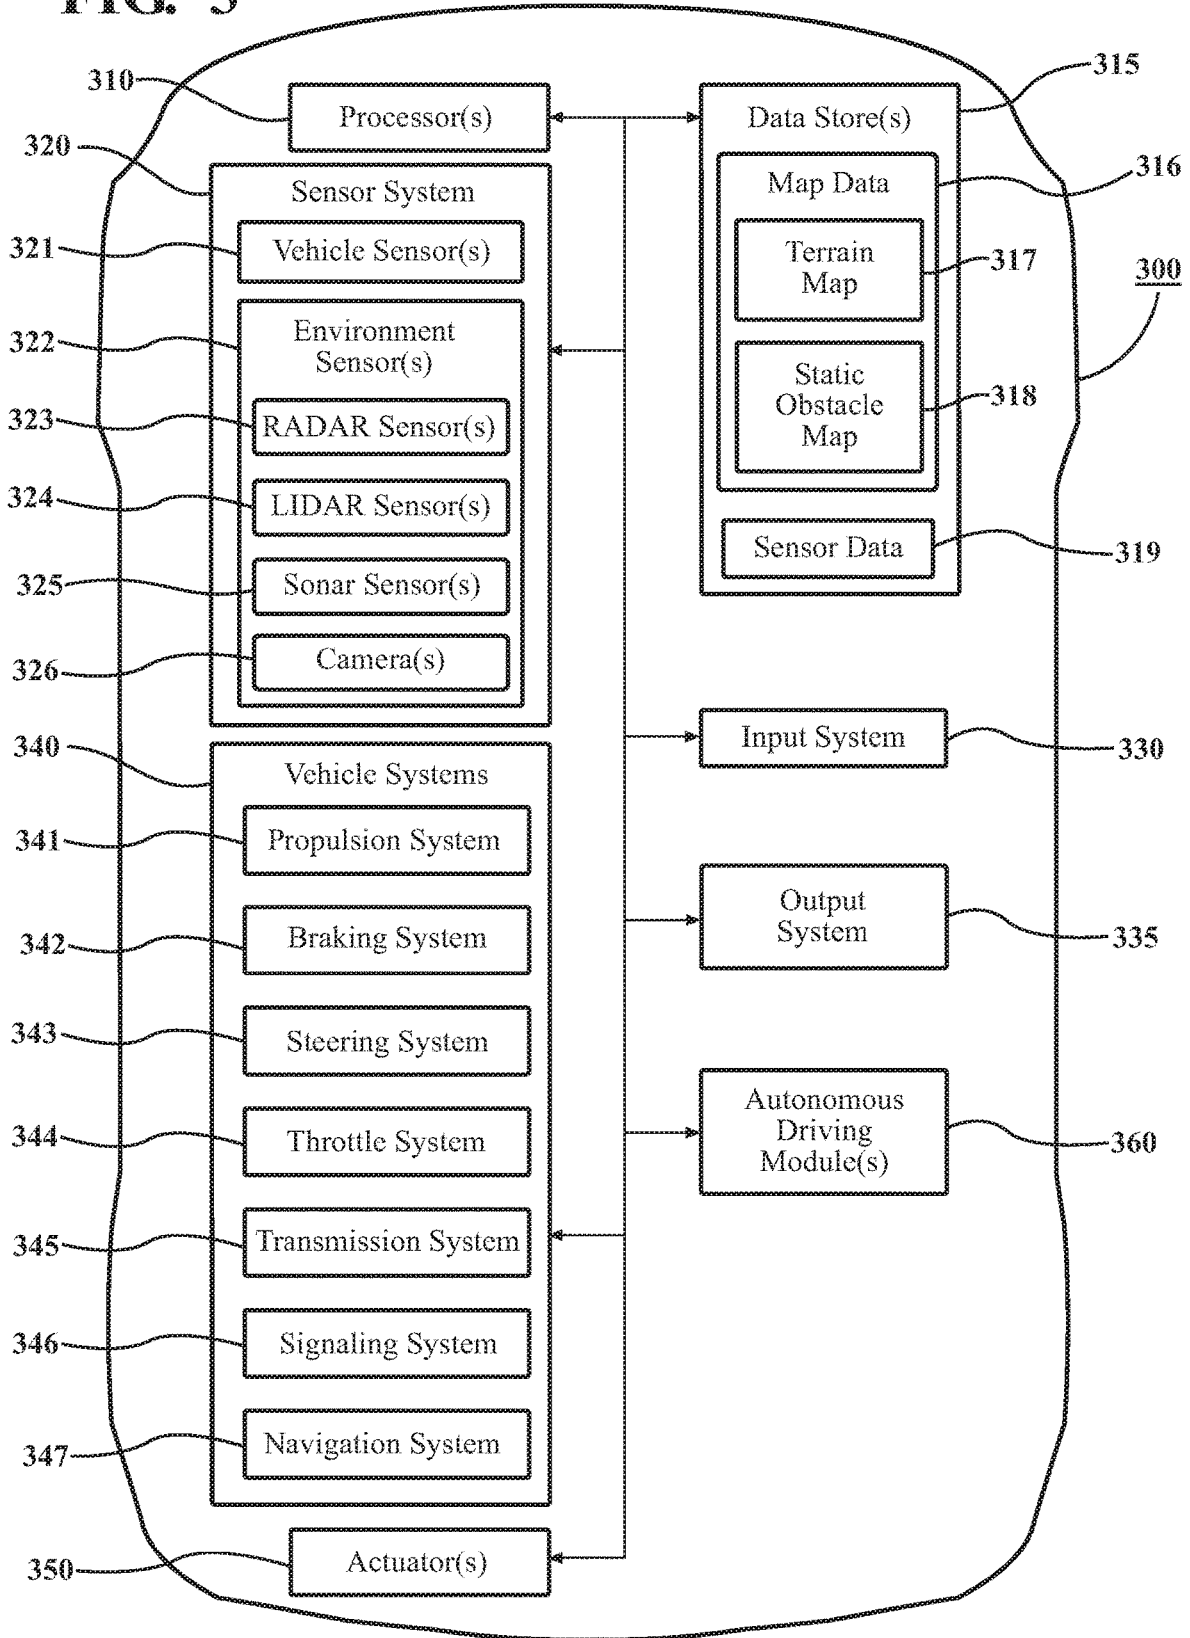 FIG. 3
310
Processor(s)
320
Sensor System
321
Vehicle Sensor(s)
322
Environment
Sensor(s)
323
RADAR Sensor(s)
324
LIDAR Sensor(s)
325
Sonar Sensor(s)
326
Camera(s)
340
Vehicle Systems
341
Propulsion System
342
Braking System
343
Steering System
344
Throttle System
345
Transmission System
346
Signaling System
347
Navigation System
350
Actuator(s)
315
Data Store(s)
316
Map Data
Terrain
Map
317
300
Static
Obstacle
Map
318
Sensor Data
319
Input System
330
Output
System
335
Autonomous
Driving
Module(s)
360